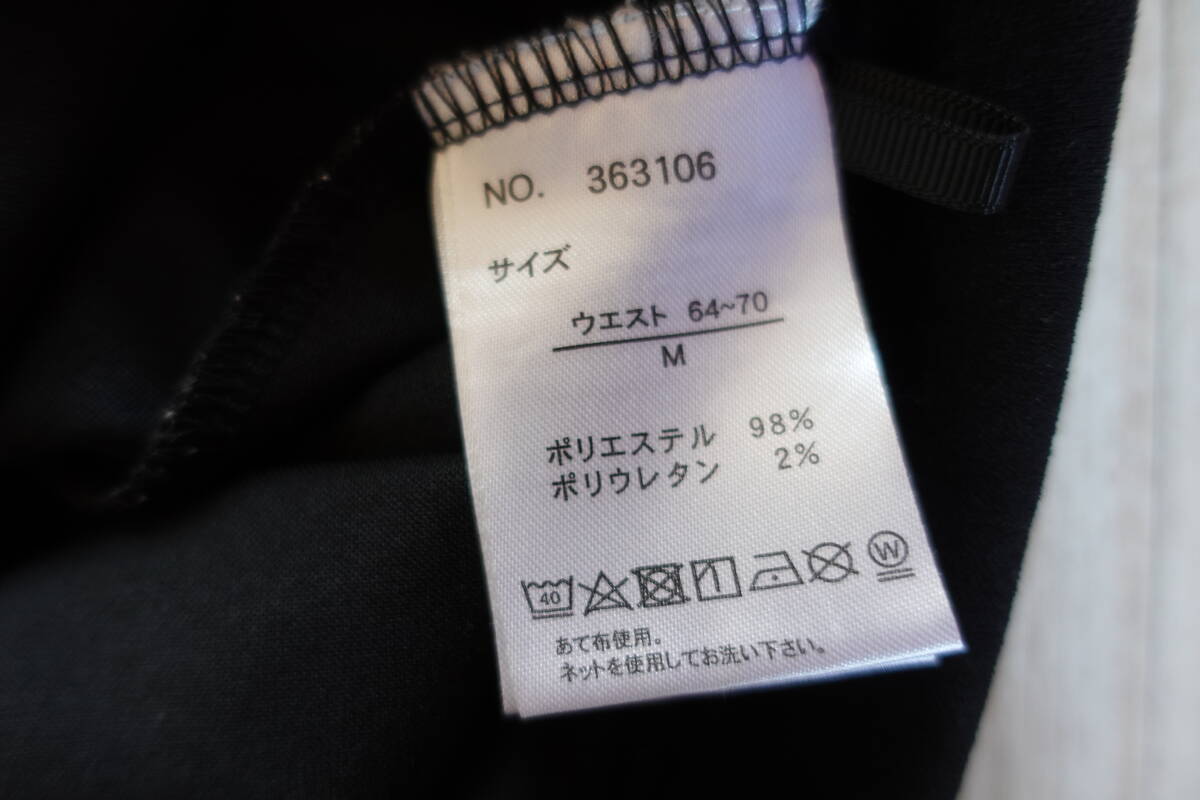 NO. 363106
サイズ
ウエスト 64~70
M
ポリエステル 98%
ポリウレタン 2%
40 W
あて布使用。
ネットを使用してお洗い下さい。